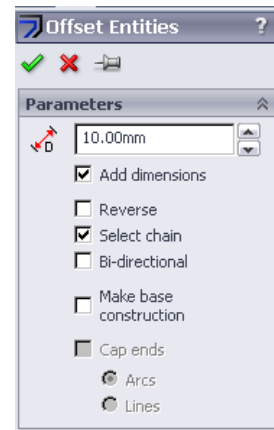 Offset Entities ?
Parameters
D 10.00mm
Add dimensions
Reverse
Select chain
Bi-directional
Make base
construction
Cap ends
Arcs
Lines